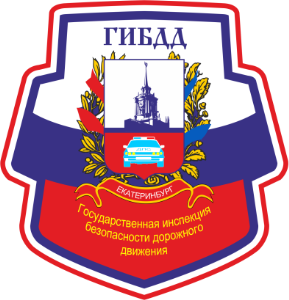 ГИБДД
ЕКАТЕРИНБУРГ
Государственная инспекция
безопасности дорожного
движения